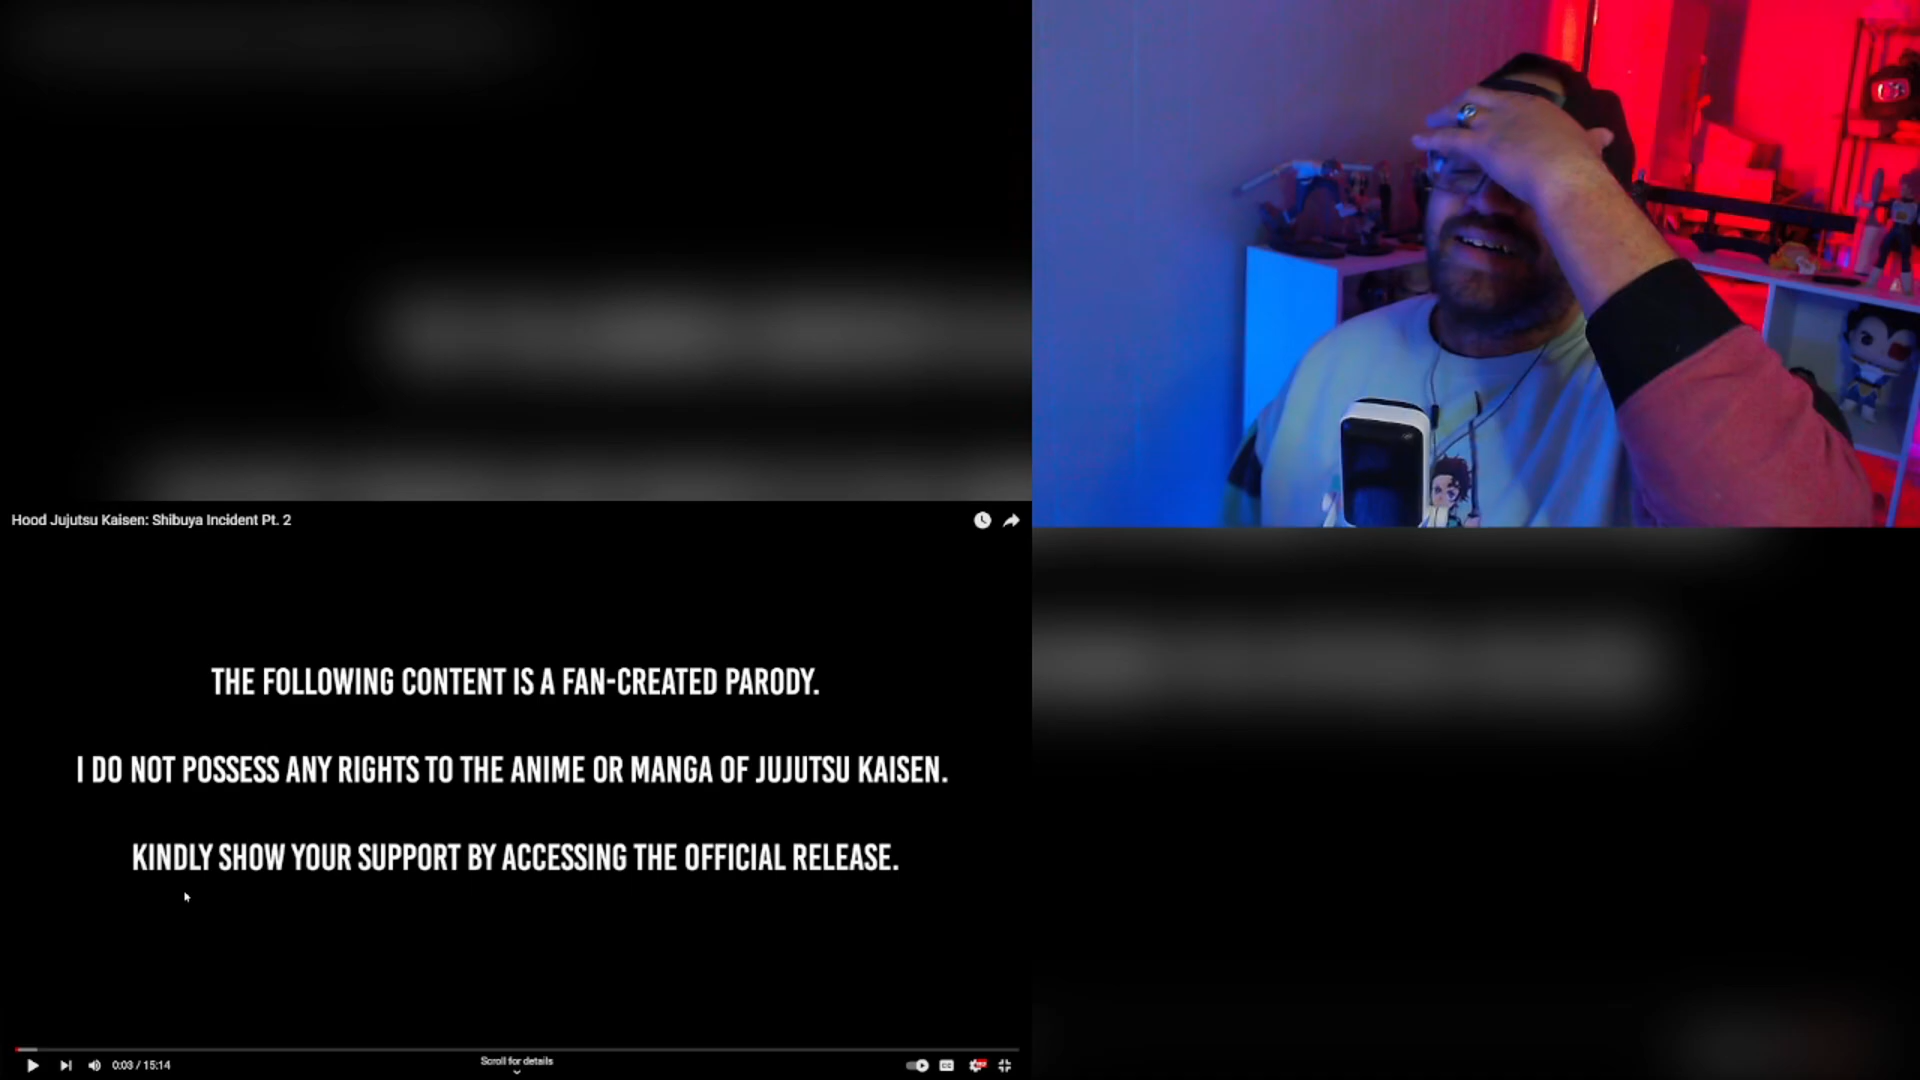 Hood Jujutsu Kaisen: Shibuya Incident Pt. 2
THE FOLLOWING CONTENT IS A FAN-CREATED PARODY.
I DO NOT POSSESS ANY RIGHTS TO THE ANIME OR MANGA OF JUJUTSU KAISEN.
KINDLY SHOW YOUR SUPPORT BY ACCESSING THE OFFICIAL RELEASE.
0:03 / 15:14
Scroll for details